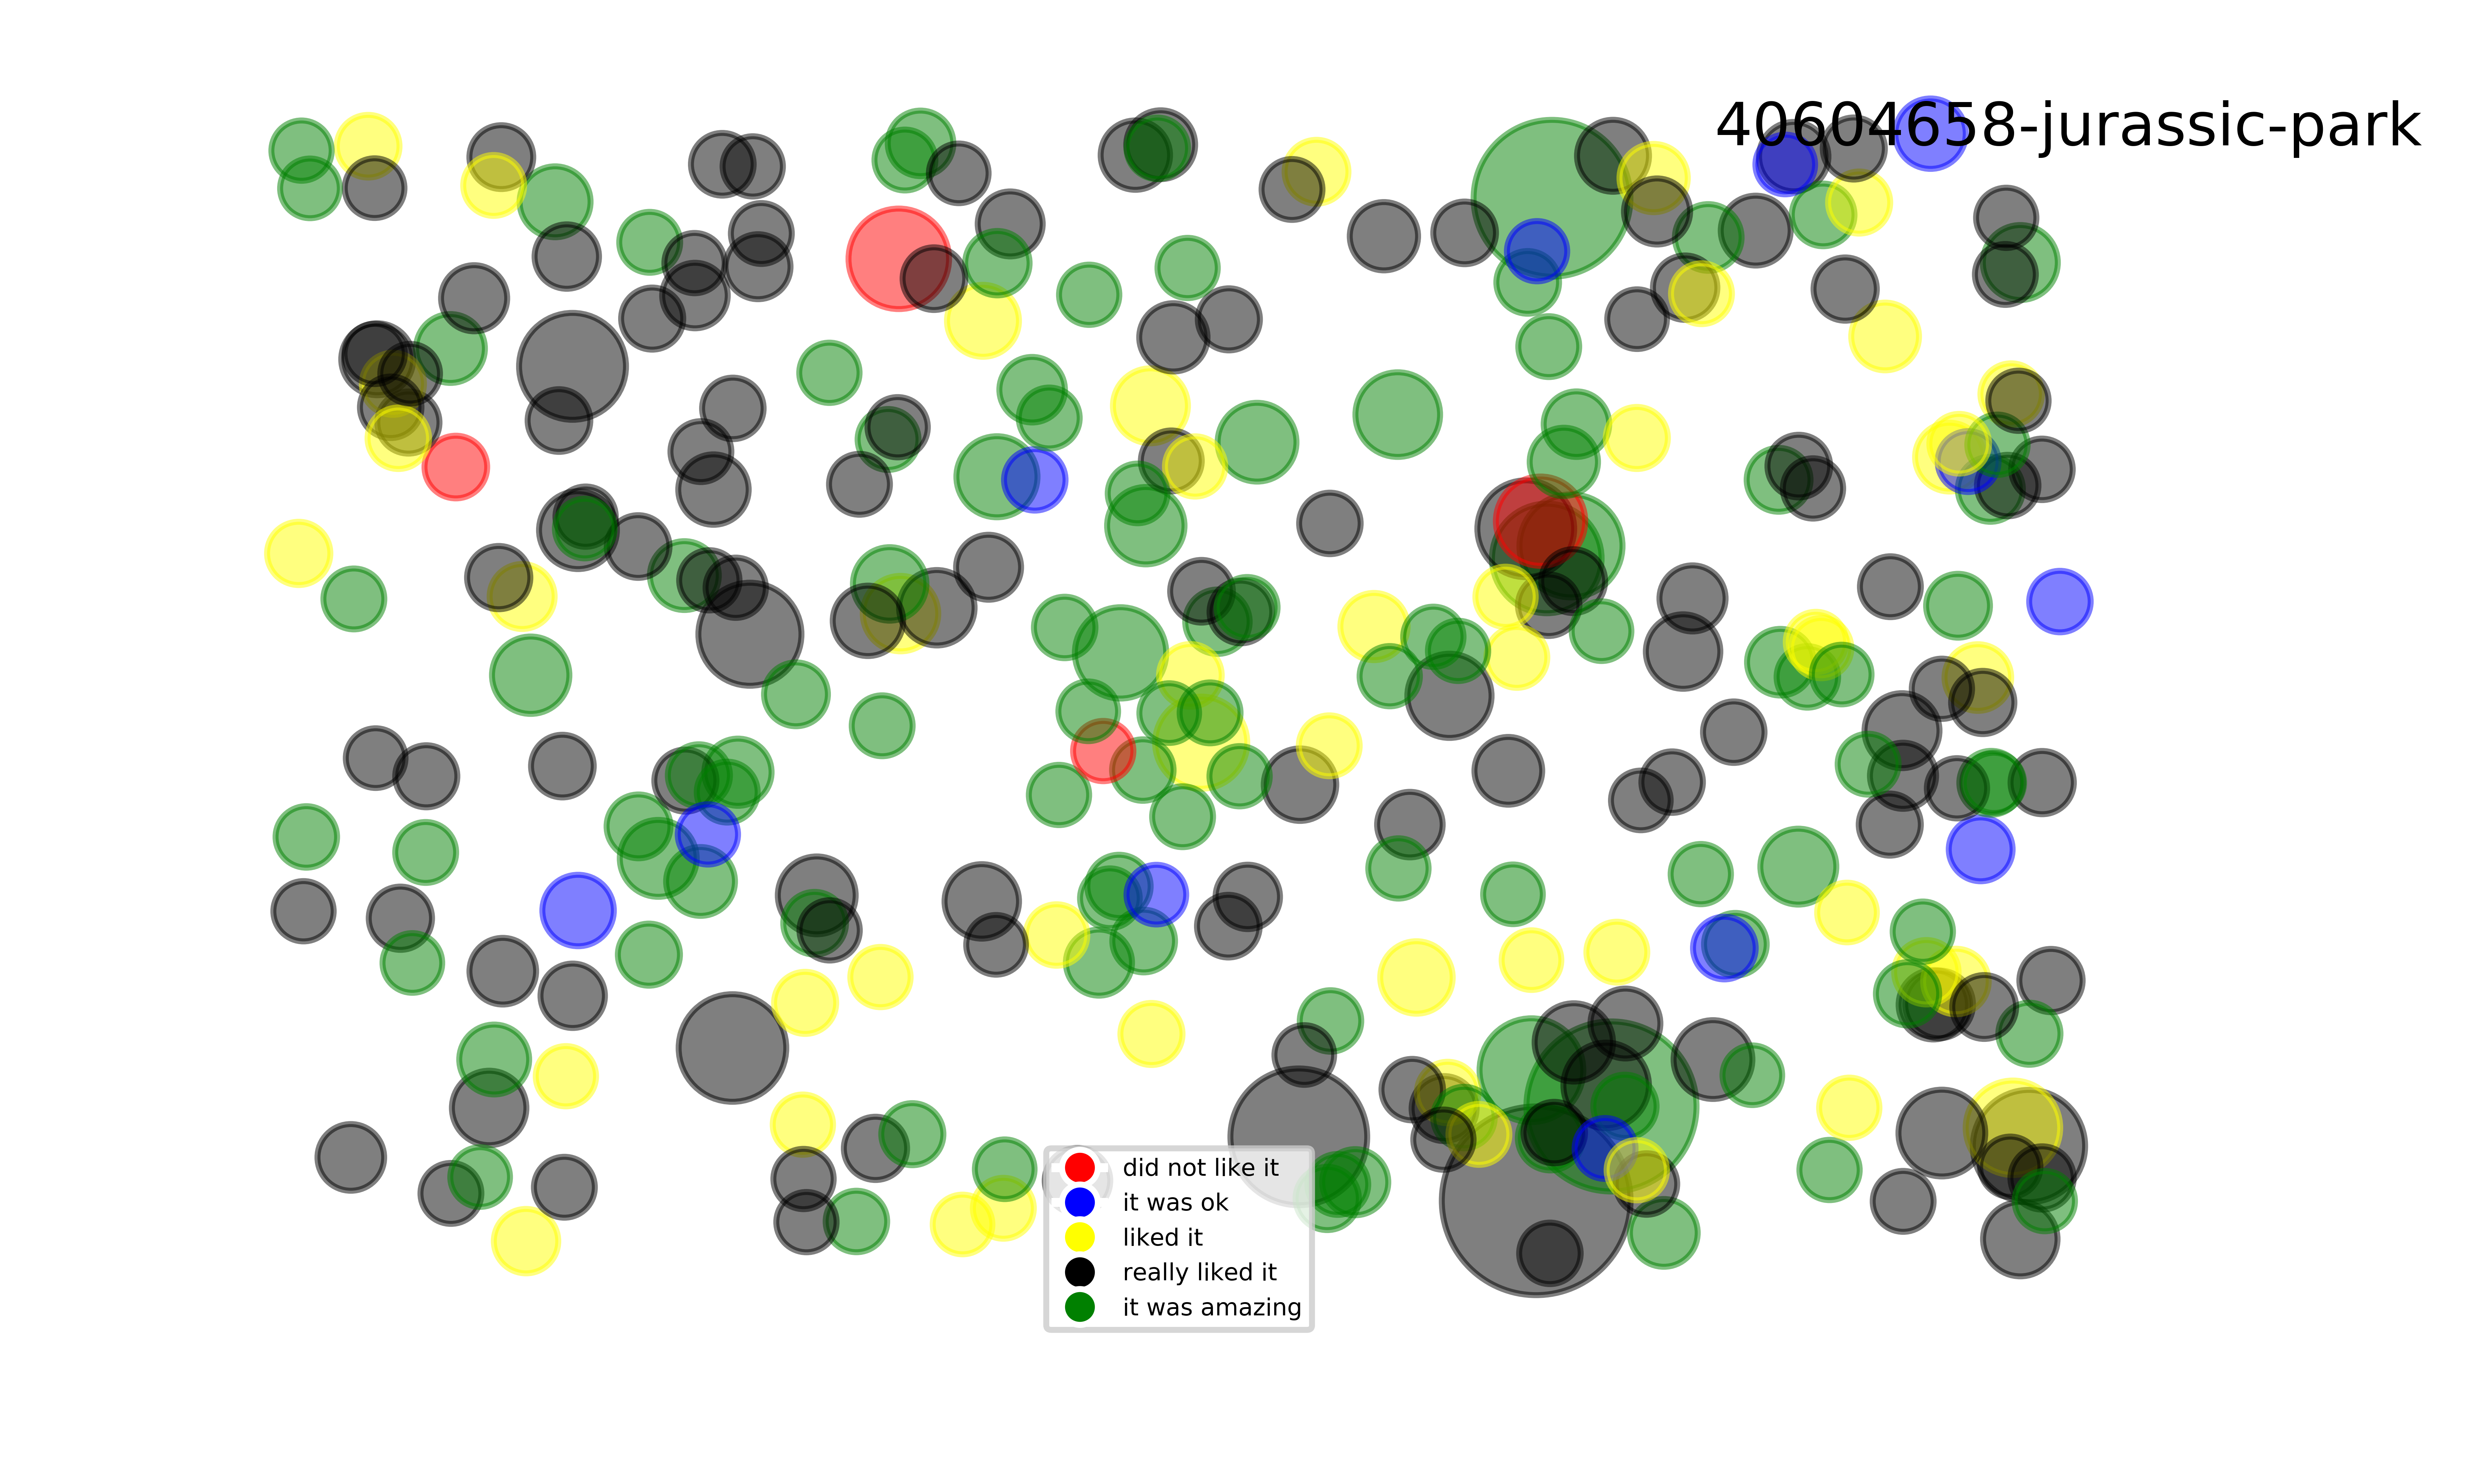 40604658-jurassic-park
did not like it
it was ok
liked it
really liked it
it was amazing